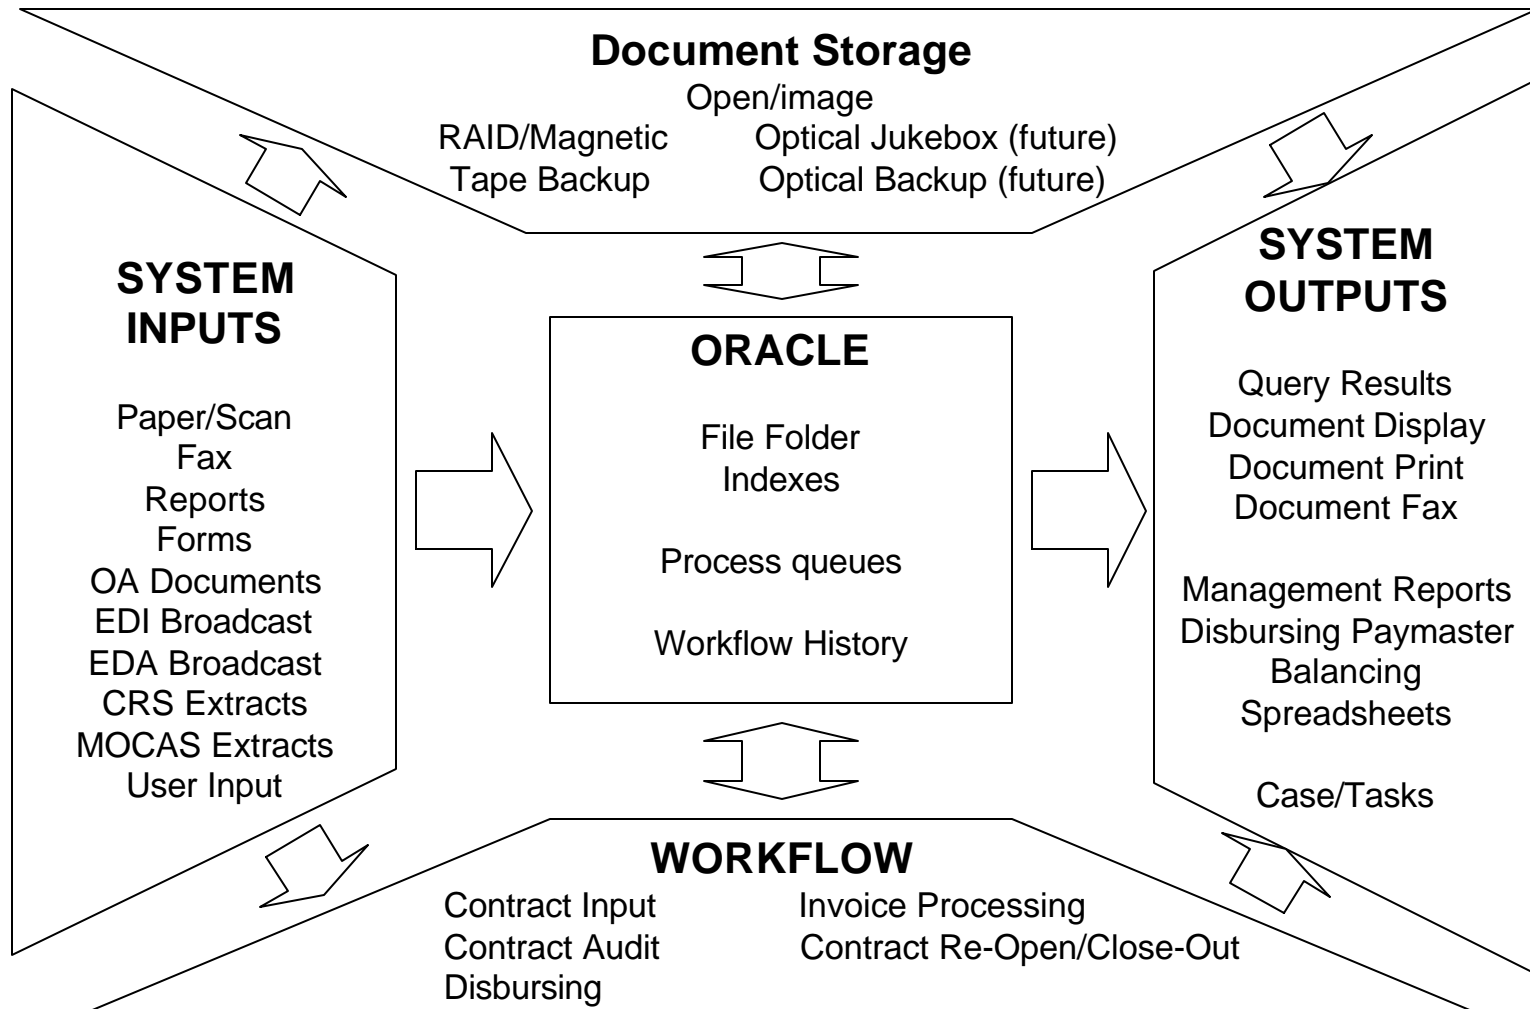 Document Storage
Open/image
RAID/Magnetic Optical Jukebox (future)
Tape Backup Optical Backup (future)
SYSTEM
INPUTS
Paper/Scan
Fax
Reports
Forms
OA Documents
EDI Broadcast
EDA Broadcast
CRS Extracts
MOCAS Extracts
User Input
ORACLE
File Folder
Indexes
Process queues
Workflow History
SYSTEM
OUTPUTS
Query Results
Document Display
Document Print
Document Fax
Management Reports
Disbursing Paymaster
Balancing
Spreadsheets
Case/Tasks
WORKFLOW
Contract Input Invoice Processing
Contract Audit Contract Re-Open/Close-Out
Disbursing